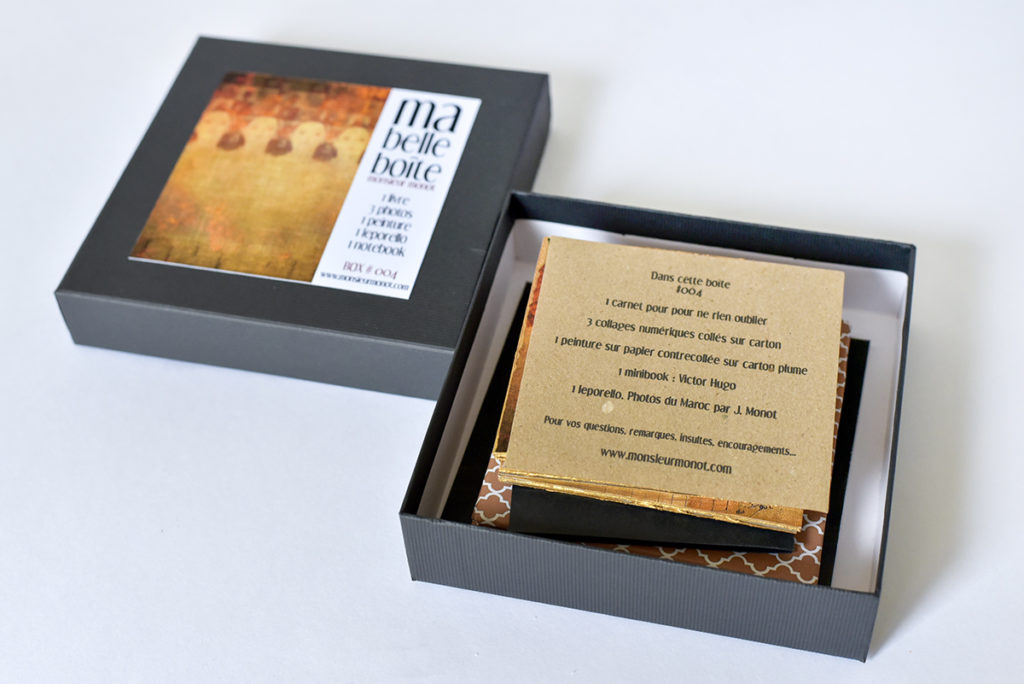 ma
belle
boîte
monsieur monot
1 livre
3 photos
1 peinture
1 leporello
1 notebook
BOX # 004
www.monsieurmonot.com
Dans cette boîte
#004
1 carnet pour pour ne rien oublier
3 collages numériques collés sur carton
1 peinture sur papier contrecollée sur carton plume
1 minibook : Victor Hugo
1 leporello. Photos du Maroc par J. Monot
Pour vos questions, remarques, insultes, encouragements...
www.monsieurmonot.com